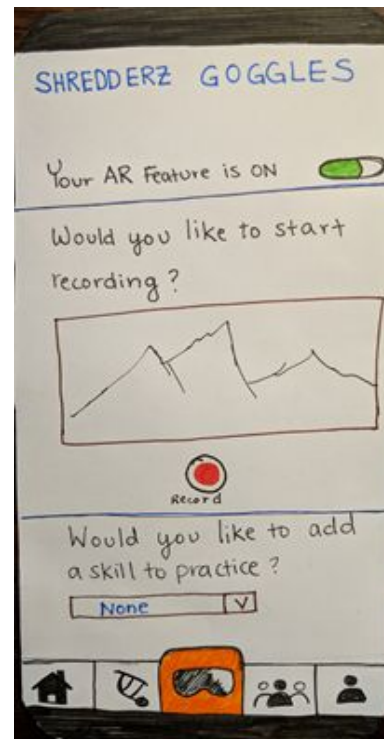 SHREDDERZ GOGGLES
Your AR Feature is ON
Would you like to start
recording?
Record
Would you like to add
a skill to practice?
None V